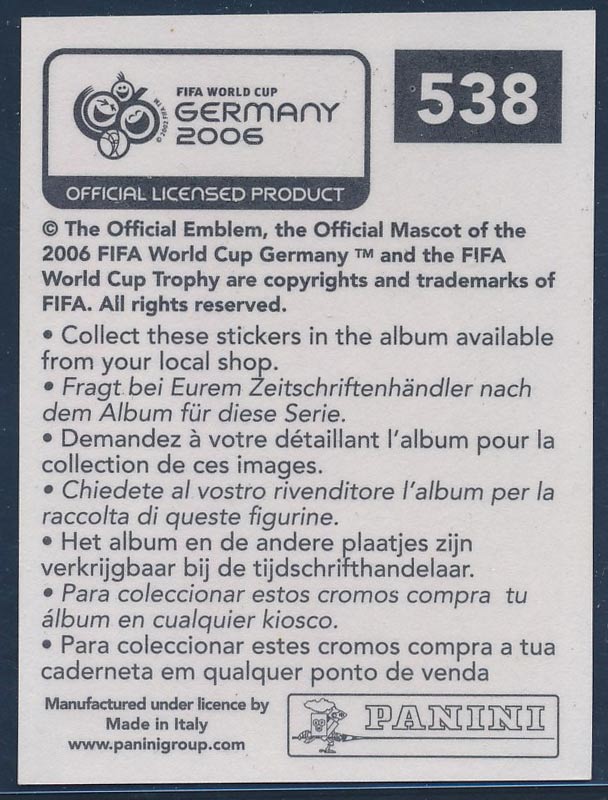 FIFA WORLD CUP
GERMANY
2006
© 2002 FIFA TM
OFFICIAL LICENSED PRODUCT
538
© The Official Emblem, the Official Mascot of the
2006 FIFA World Cup Germany ™ and the FIFA
World Cup Trophy are copyrights and trademarks of
FIFA. All rights reserved.
• Collect these stickers in the album available
from your local shop.
• Fragt bei Eurem Zeitschriftenhändler nach
dem Album für diese Serie.
• Demandez à votre détaillant l'album pour la
collection de ces images.
• Chiedete al vostro rivenditore l'album per la
raccolta di queste figurine.
• Het album en de andere plaatjes zijn
verkrijgbaar bij de tijdschrifthandelaar.
• Para coleccionar estos cromos compra tu
álbum en cualquier kiosco.
• Para coleccionar estes cromos compra a tua
caderneta em qualquer ponto de venda
Manufactured under licence by
Made in Italy
www.paninigroup.com
PANINI